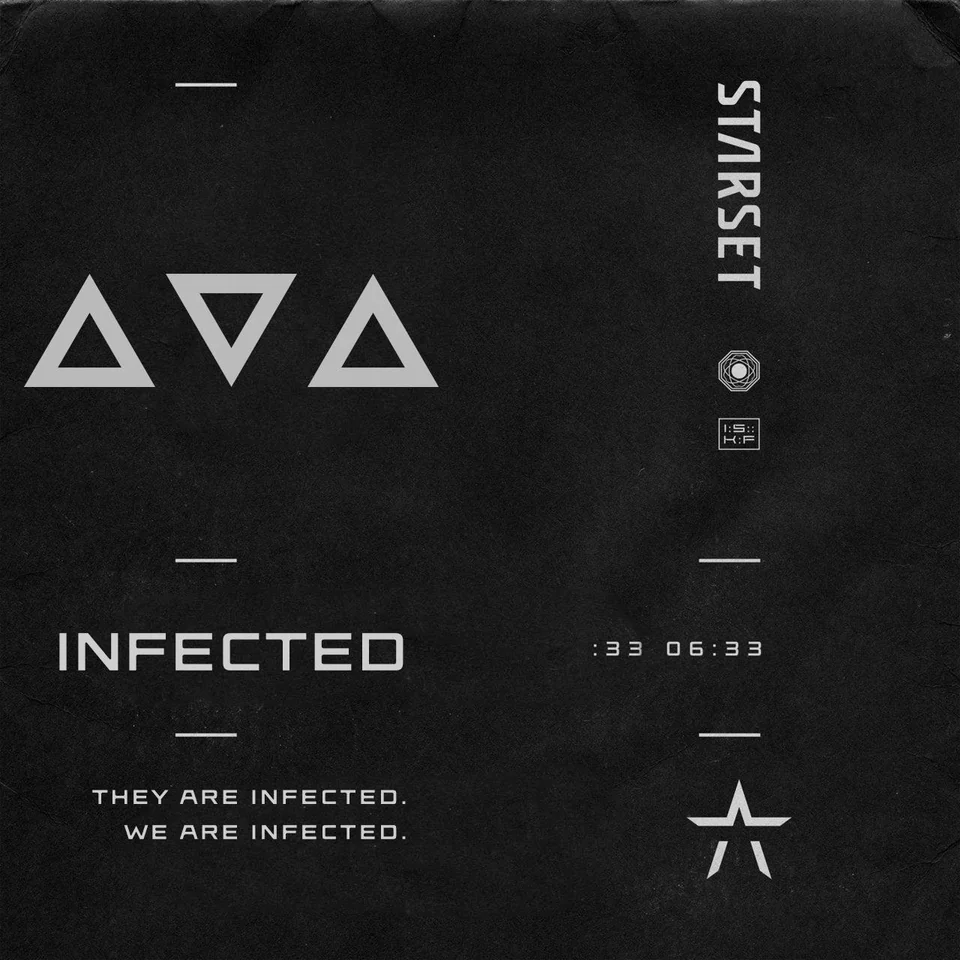 STARSET
I:S::
K:F
INFECTED
:33 06:33
THEY ARE INFECTED.
WE ARE INFECTED.